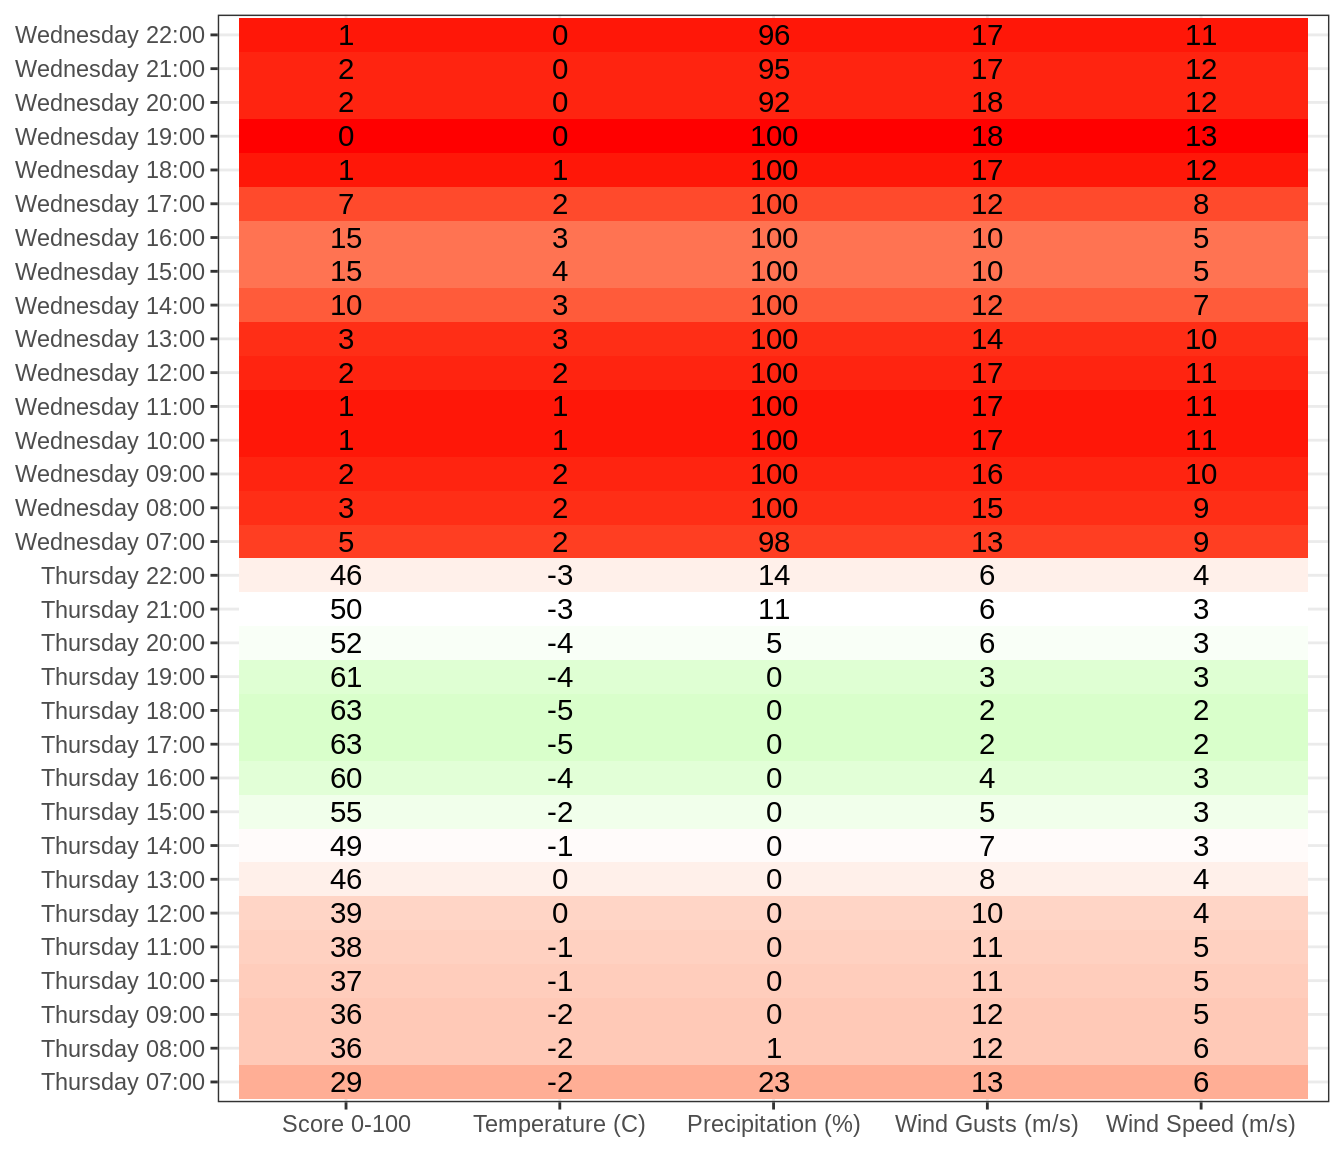 Wednesday 22:00 1 0 96 17 11
Wednesday 21:00 2 0 95 17 12
Wednesday 20:00 2 0 92 18 12
Wednesday 19:00 0 0 100 18 13
Wednesday 18:00 1 1 100 17 12
Wednesday 17:00 7 2 100 12 8
Wednesday 16:00 15 3 100 10 5
Wednesday 15:00 15 4 100 10 5
Wednesday 14:00 10 3 100 12 7
Wednesday 13:00 3 3 100 14 10
Wednesday 12:00 2 2 100 17 11
Wednesday 11:00 1 1 100 17 11
Wednesday 10:00 1 1 100 17 11
Wednesday 09:00 2 2 100 16 10
Wednesday 08:00 3 2 100 15 9
Wednesday 07:00 5 2 98 13 9
Thursday 22:00 46 -3 14 6 4
Thursday 21:00 50 -3 11 6 3
Thursday 20:00 52 -4 5 6 3
Thursday 19:00 61 -4 0 3 3
Thursday 18:00 63 -5 0 2 2
Thursday 17:00 63 -5 0 2 2
Thursday 16:00 60 -4 0 4 3
Thursday 15:00 55 -2 0 5 3
Thursday 14:00 49 -1 0 7 3
Thursday 13:00 46 0 0 8 4
Thursday 12:00 39 0 0 10 4
Thursday 11:00 38 -1 0 11 5
Thursday 10:00 37 -1 0 11 5
Thursday 09:00 36 -2 0 12 5
Thursday 08:00 36 -2 1 12 6
Thursday 07:00 29 -2 23 13 6
Score 0-100 Temperature (C) Precipitation (%) Wind Gusts (m/s) Wind Speed (m/s)